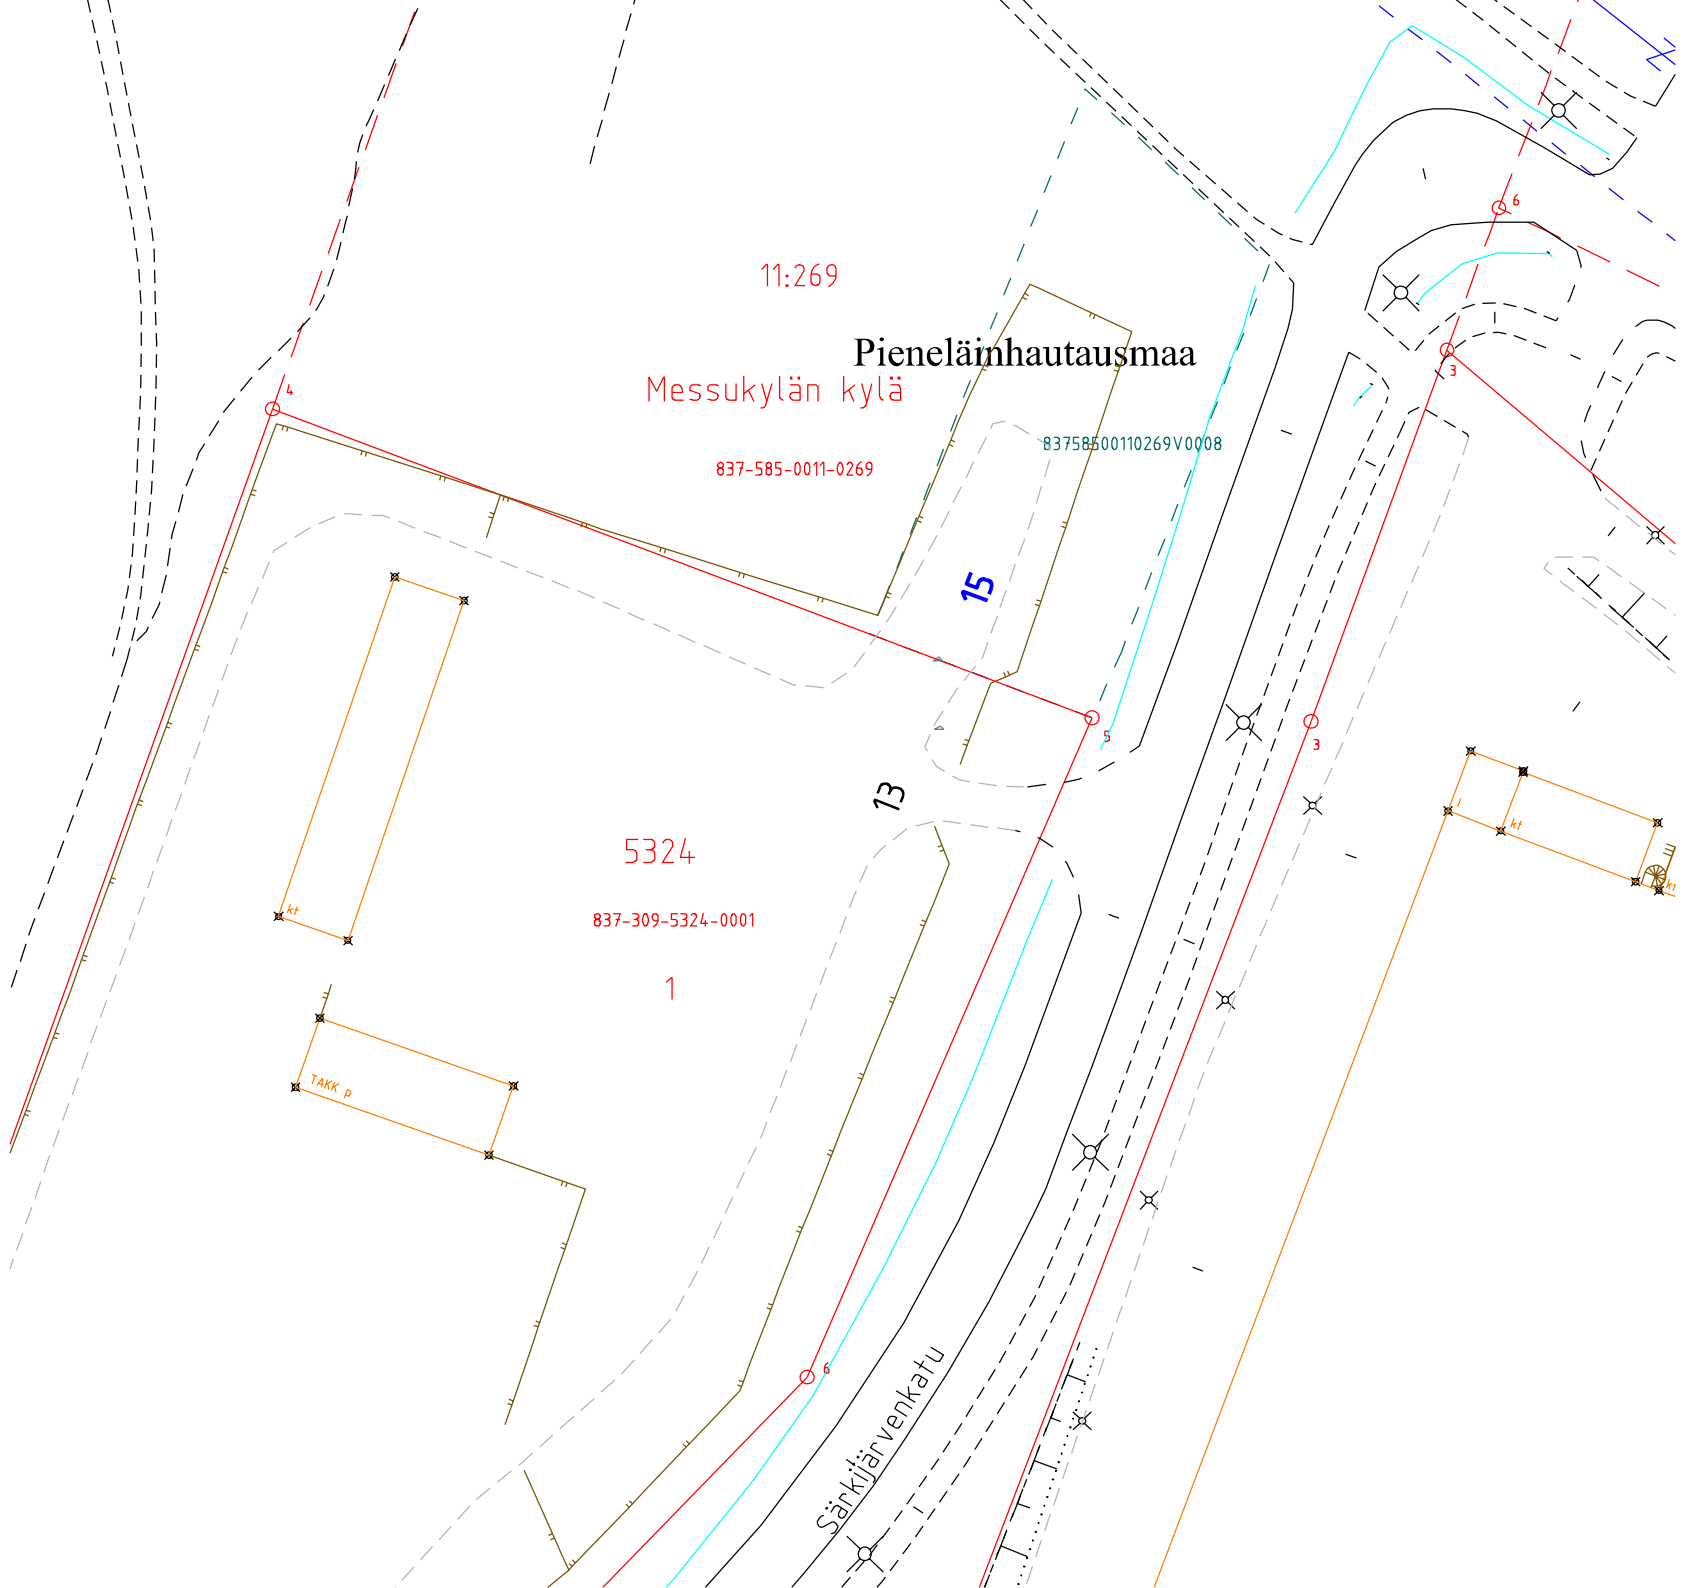 6
11:269
Pieneläinhautausmaa
3
4
Messukylän kylä
83758500110269V0008
837-585-0011-0269
15
5
3
13
I
kt
5324
kt
837-309-5324-0001
1
TAKK p
6
Särkijärvenkatu